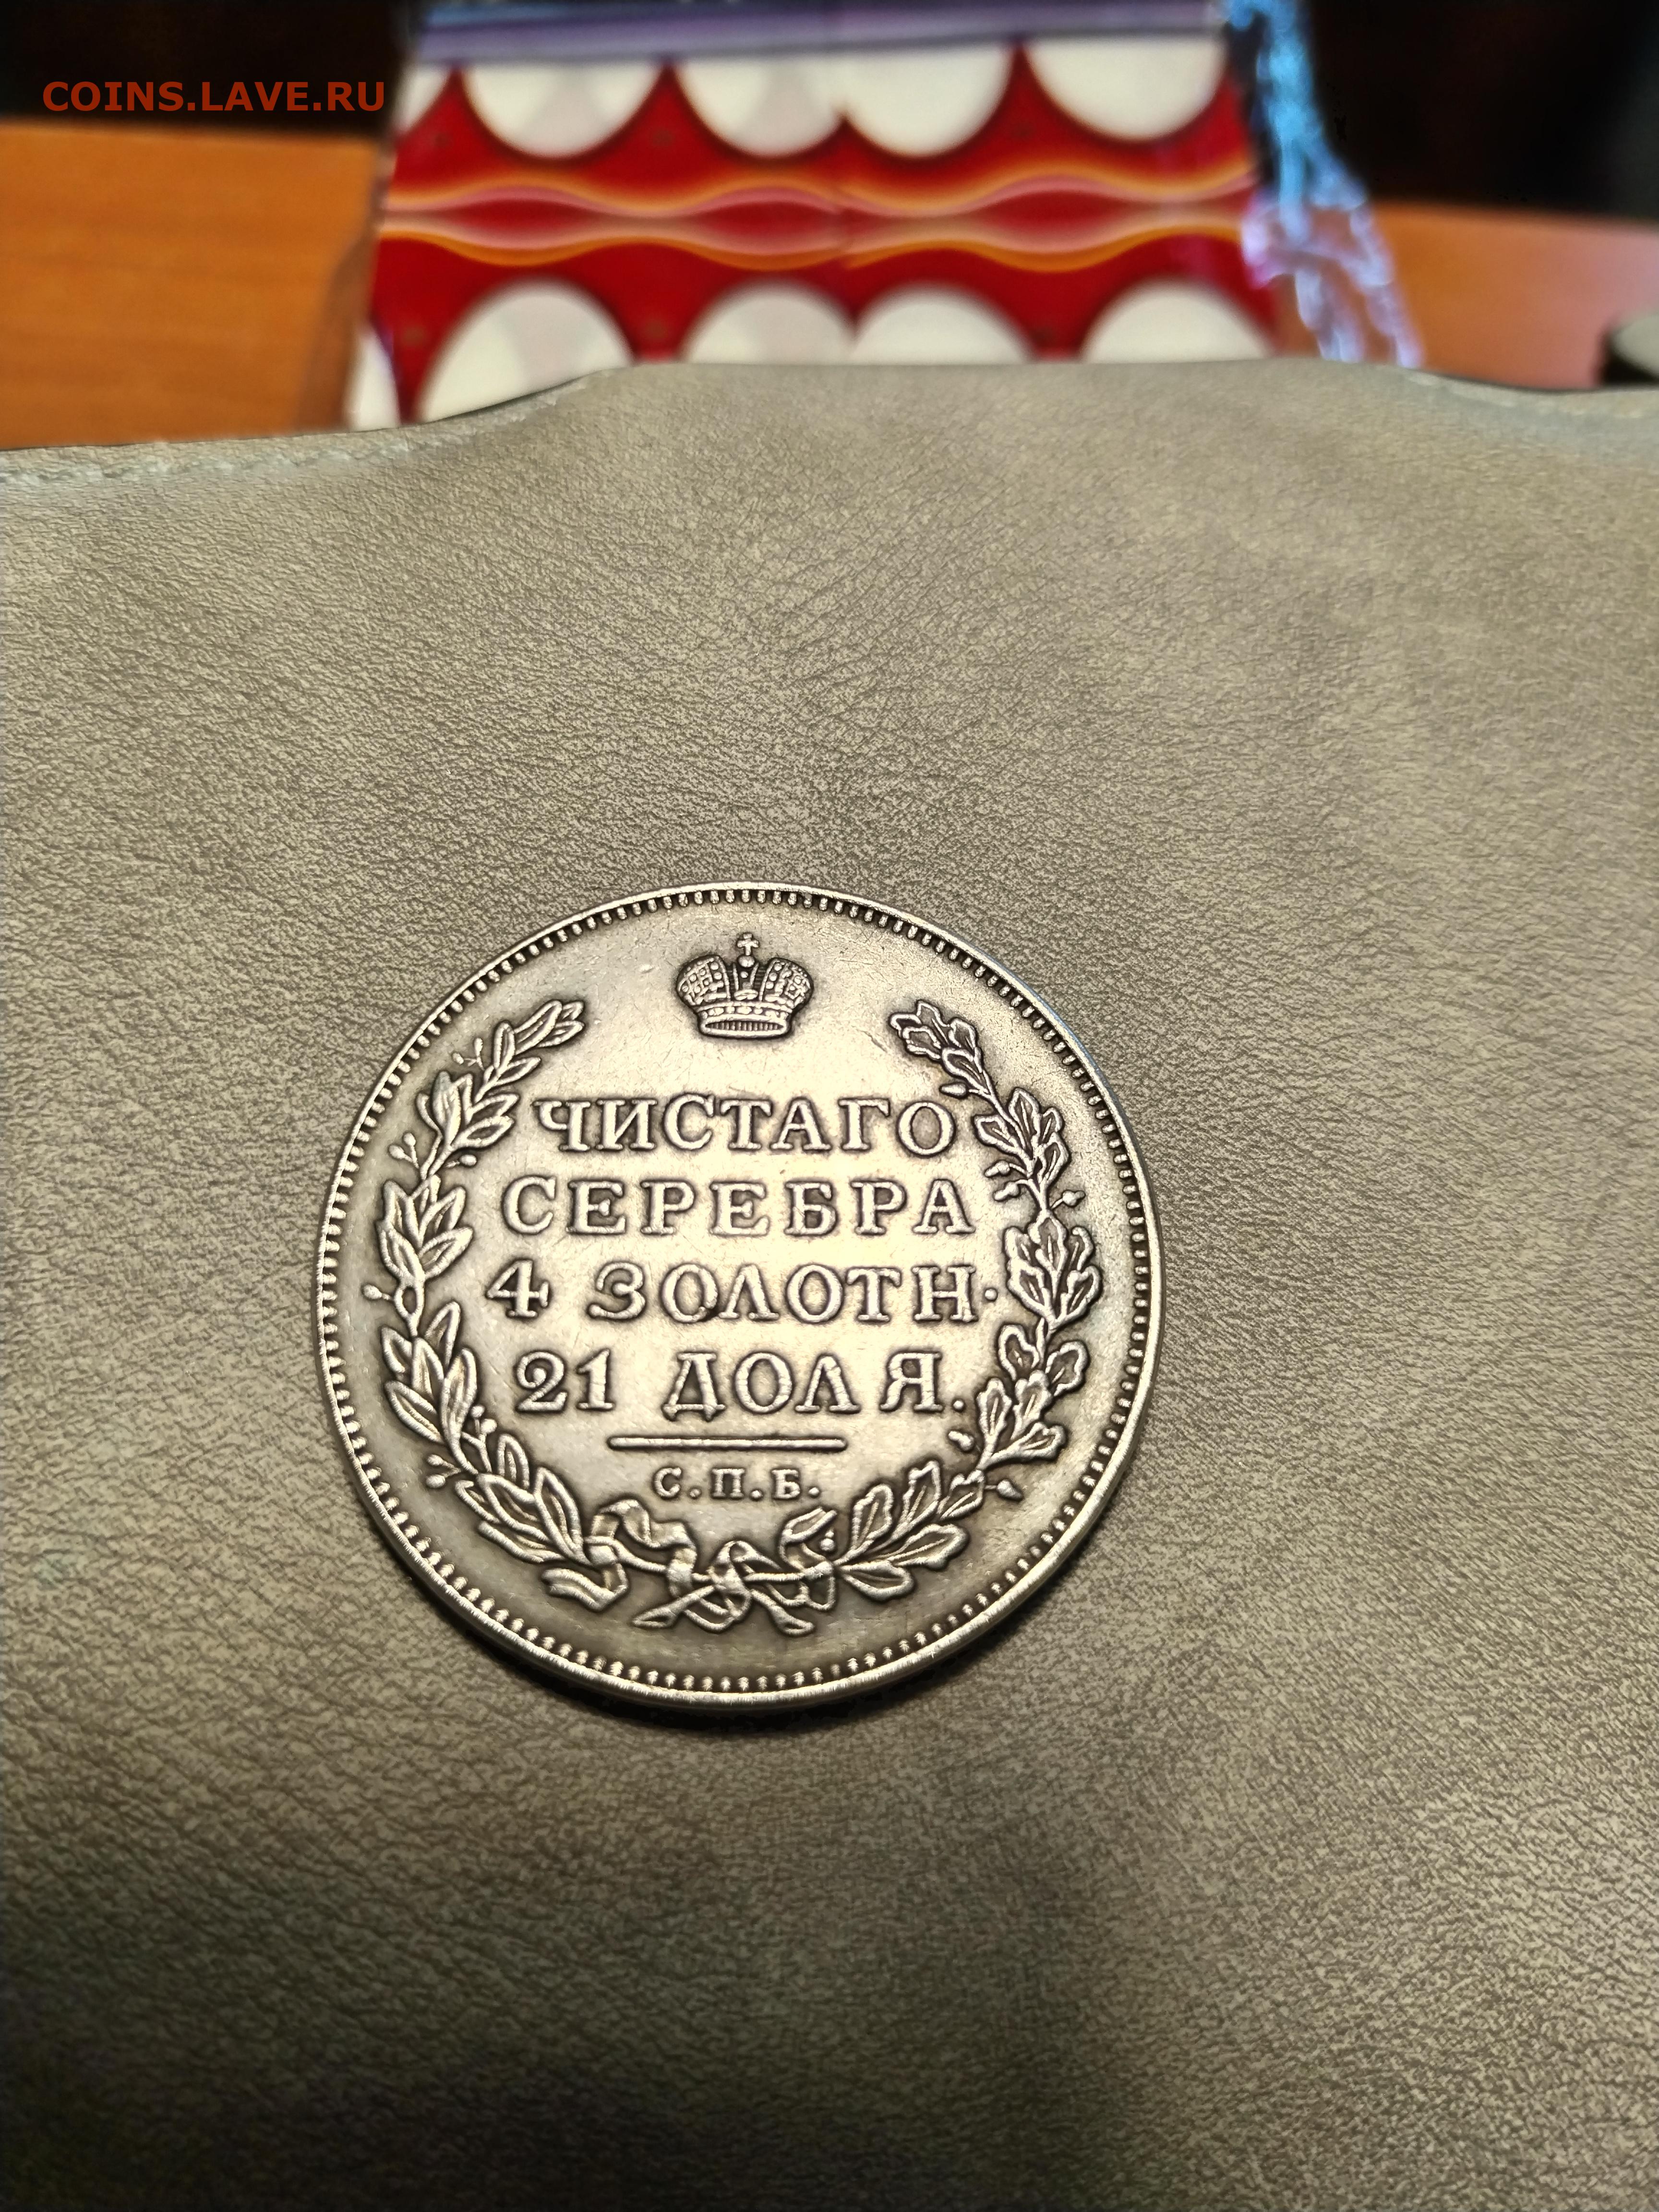 COINS.LAVE.RU
ЧИСТАГО
СЕРЕБРА
4 ЗОЛОТН·
21 ДОЛЯ.
С.П.Б.